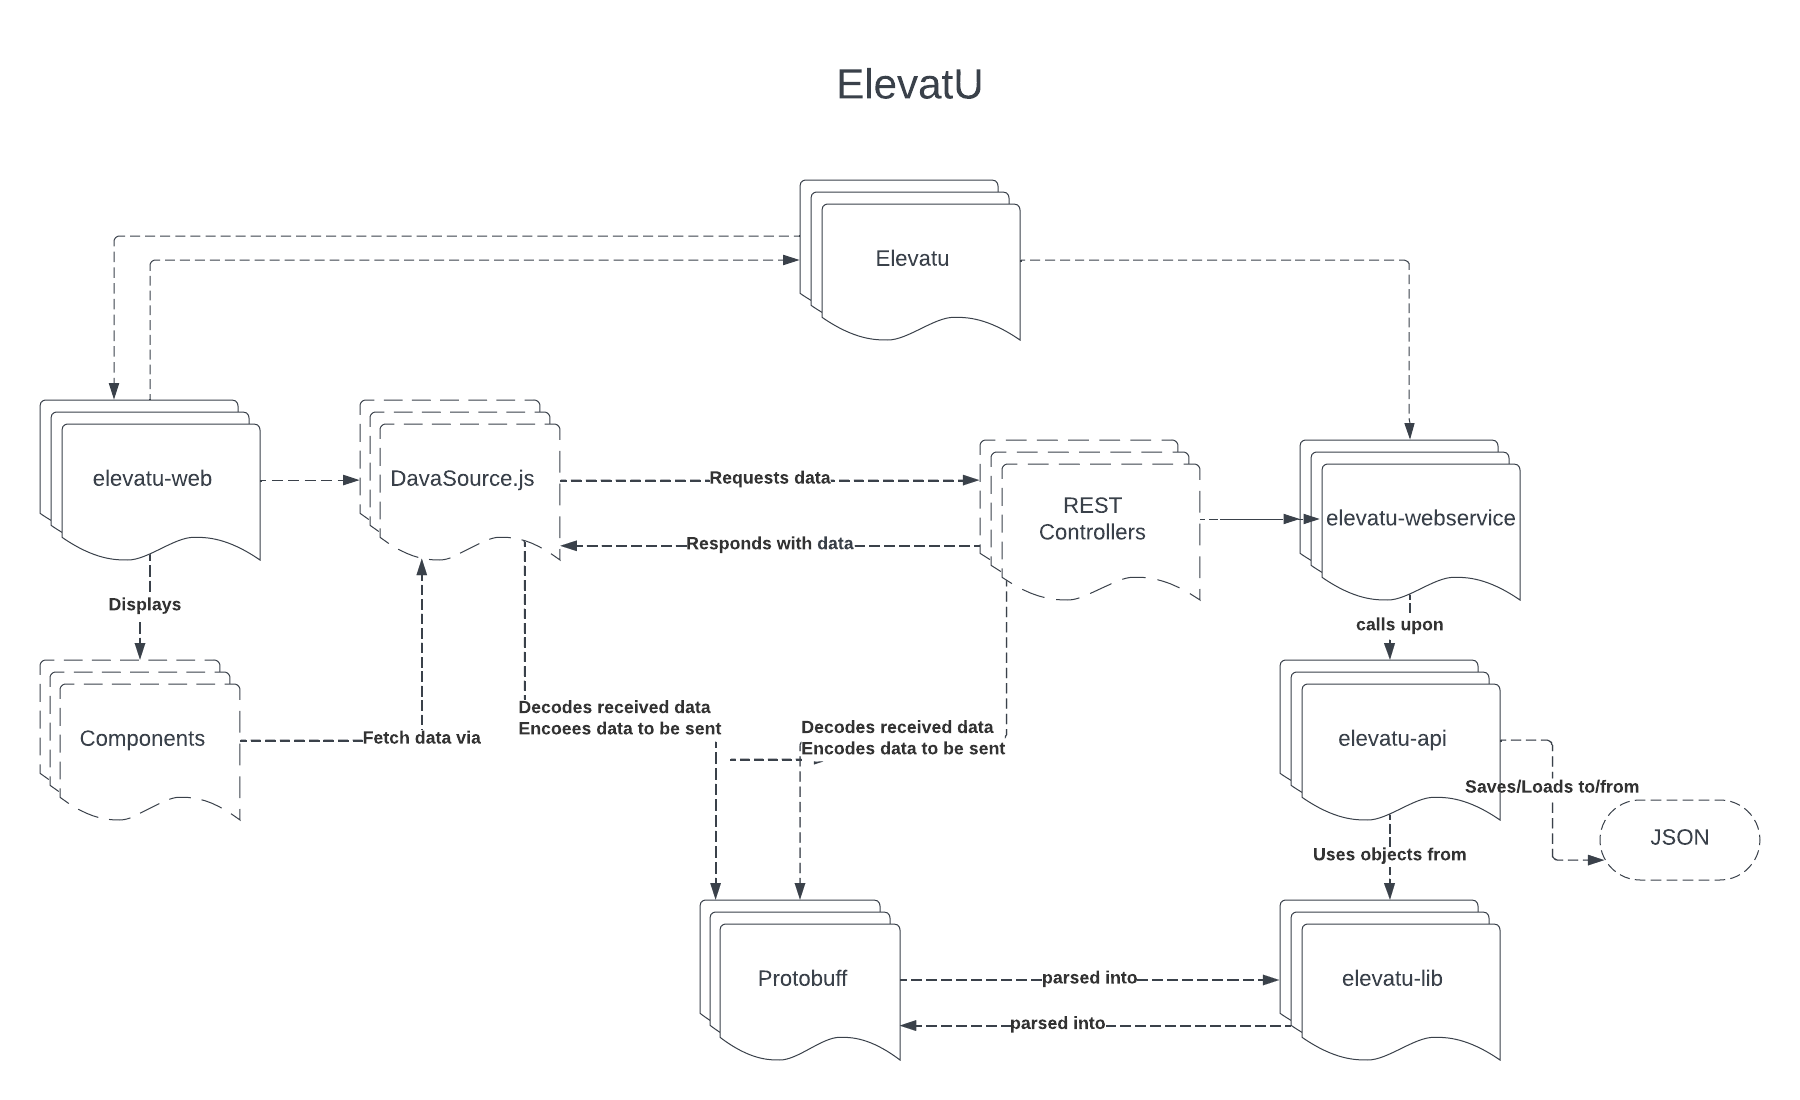 ElevatU
Elevatu
elevatu-web
DavaSource.js
Requests data
REST
Controllers
elevatu-webservice
Responds with data
Displays
calls upon
Components
Fetch data via
Decodes received data
Encoees data to be sent
Decodes received data
Encodes data to be sent
elevatu-api
Saves/Loads to/from
JSON
Uses objects from
Protobuff
parsed into
elevatu-lib
parsed into